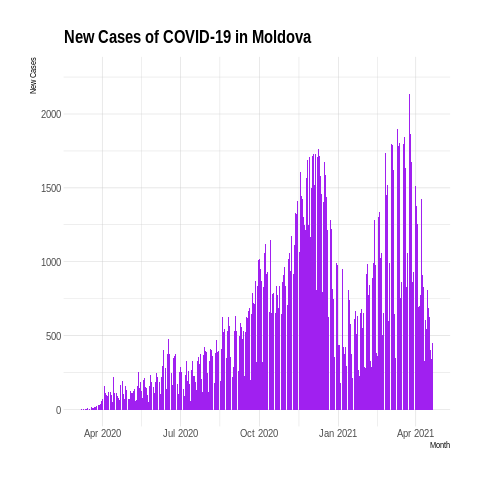 New Cases of COVID-19 in Moldova
New Cases
2000
1500
1000
500
0
Apr 2020 Jul 2020 Oct 2020 Jan 2021 Apr 2021
Month